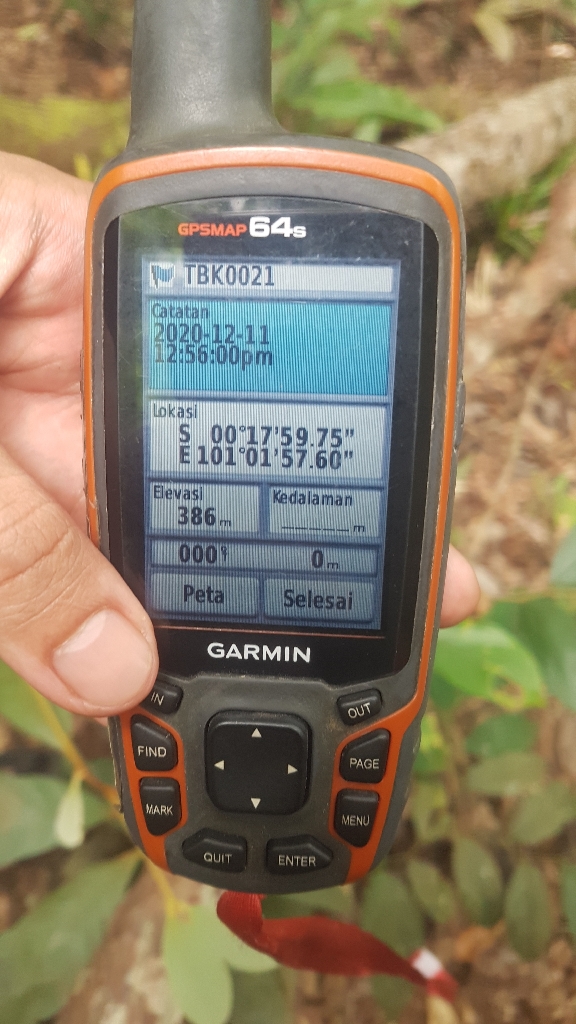 GPSMAP 64s
TBK0021
Catatan
2020-12-11
12:56:00pm
Lokasi
S 00°17'59.75"
E 101°01'57.60"
Elevasi
386 m
Kedalaman
_____ m
000°
0 m
Peta
Selesai
GARMIN
IN
OUT
FIND
PAGE
MARK
MENU
QUIT
ENTER